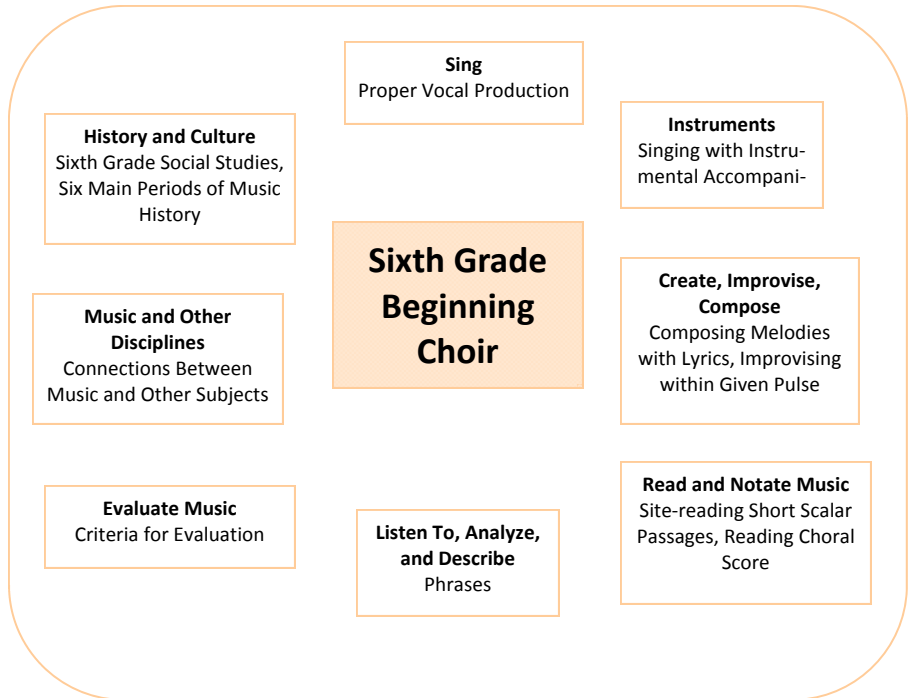 Sing
Proper Vocal Production
History and Culture
Sixth Grade Social Studies,
Six Main Periods of Music
History
Instruments
Singing with Instru-
mental Accompani-
Sixth Grade
Beginning
Choir
Music and Other
Disciplines
Connections Between
Music and Other Subjects
Create, Improvise,
Compose
Composing Melodies
with Lyrics, Improvising
within Given Pulse
Evaluate Music
Criteria for Evaluation
Listen To, Analyze,
and Describe
Phrases
Read and Notate Music
Site-reading Short Scalar
Passages, Reading Choral
Score